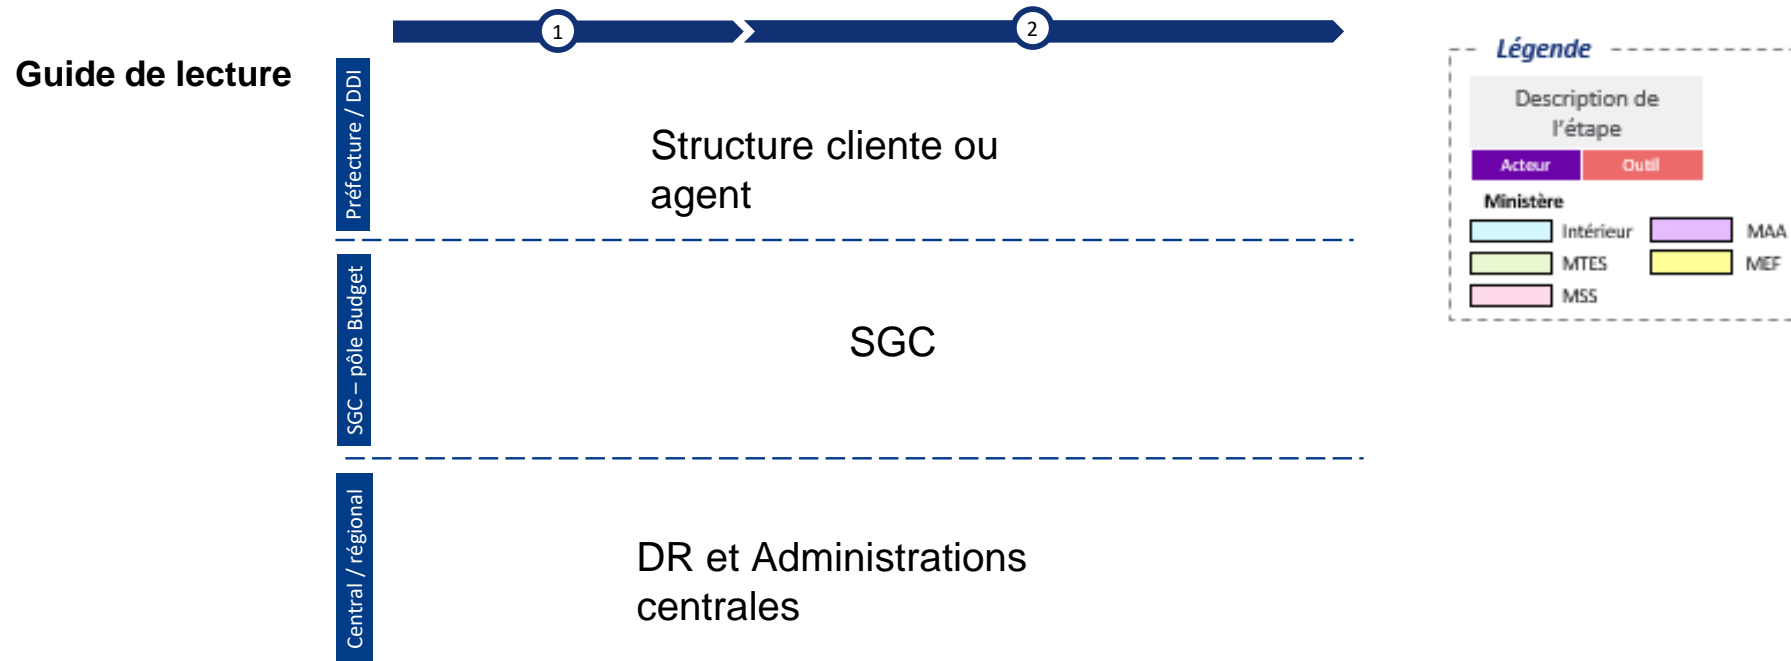 1
2
Guide de lecture
Préfecture / DDI
Structure cliente ou
agent
SGC – pôle Budget
SGC
Central / régional
DR et Administrations
centrales
Légende
Description de
l'étape
Acteur
Outil
Ministère
Intérieur
MAA
MTES
MEF
MSS